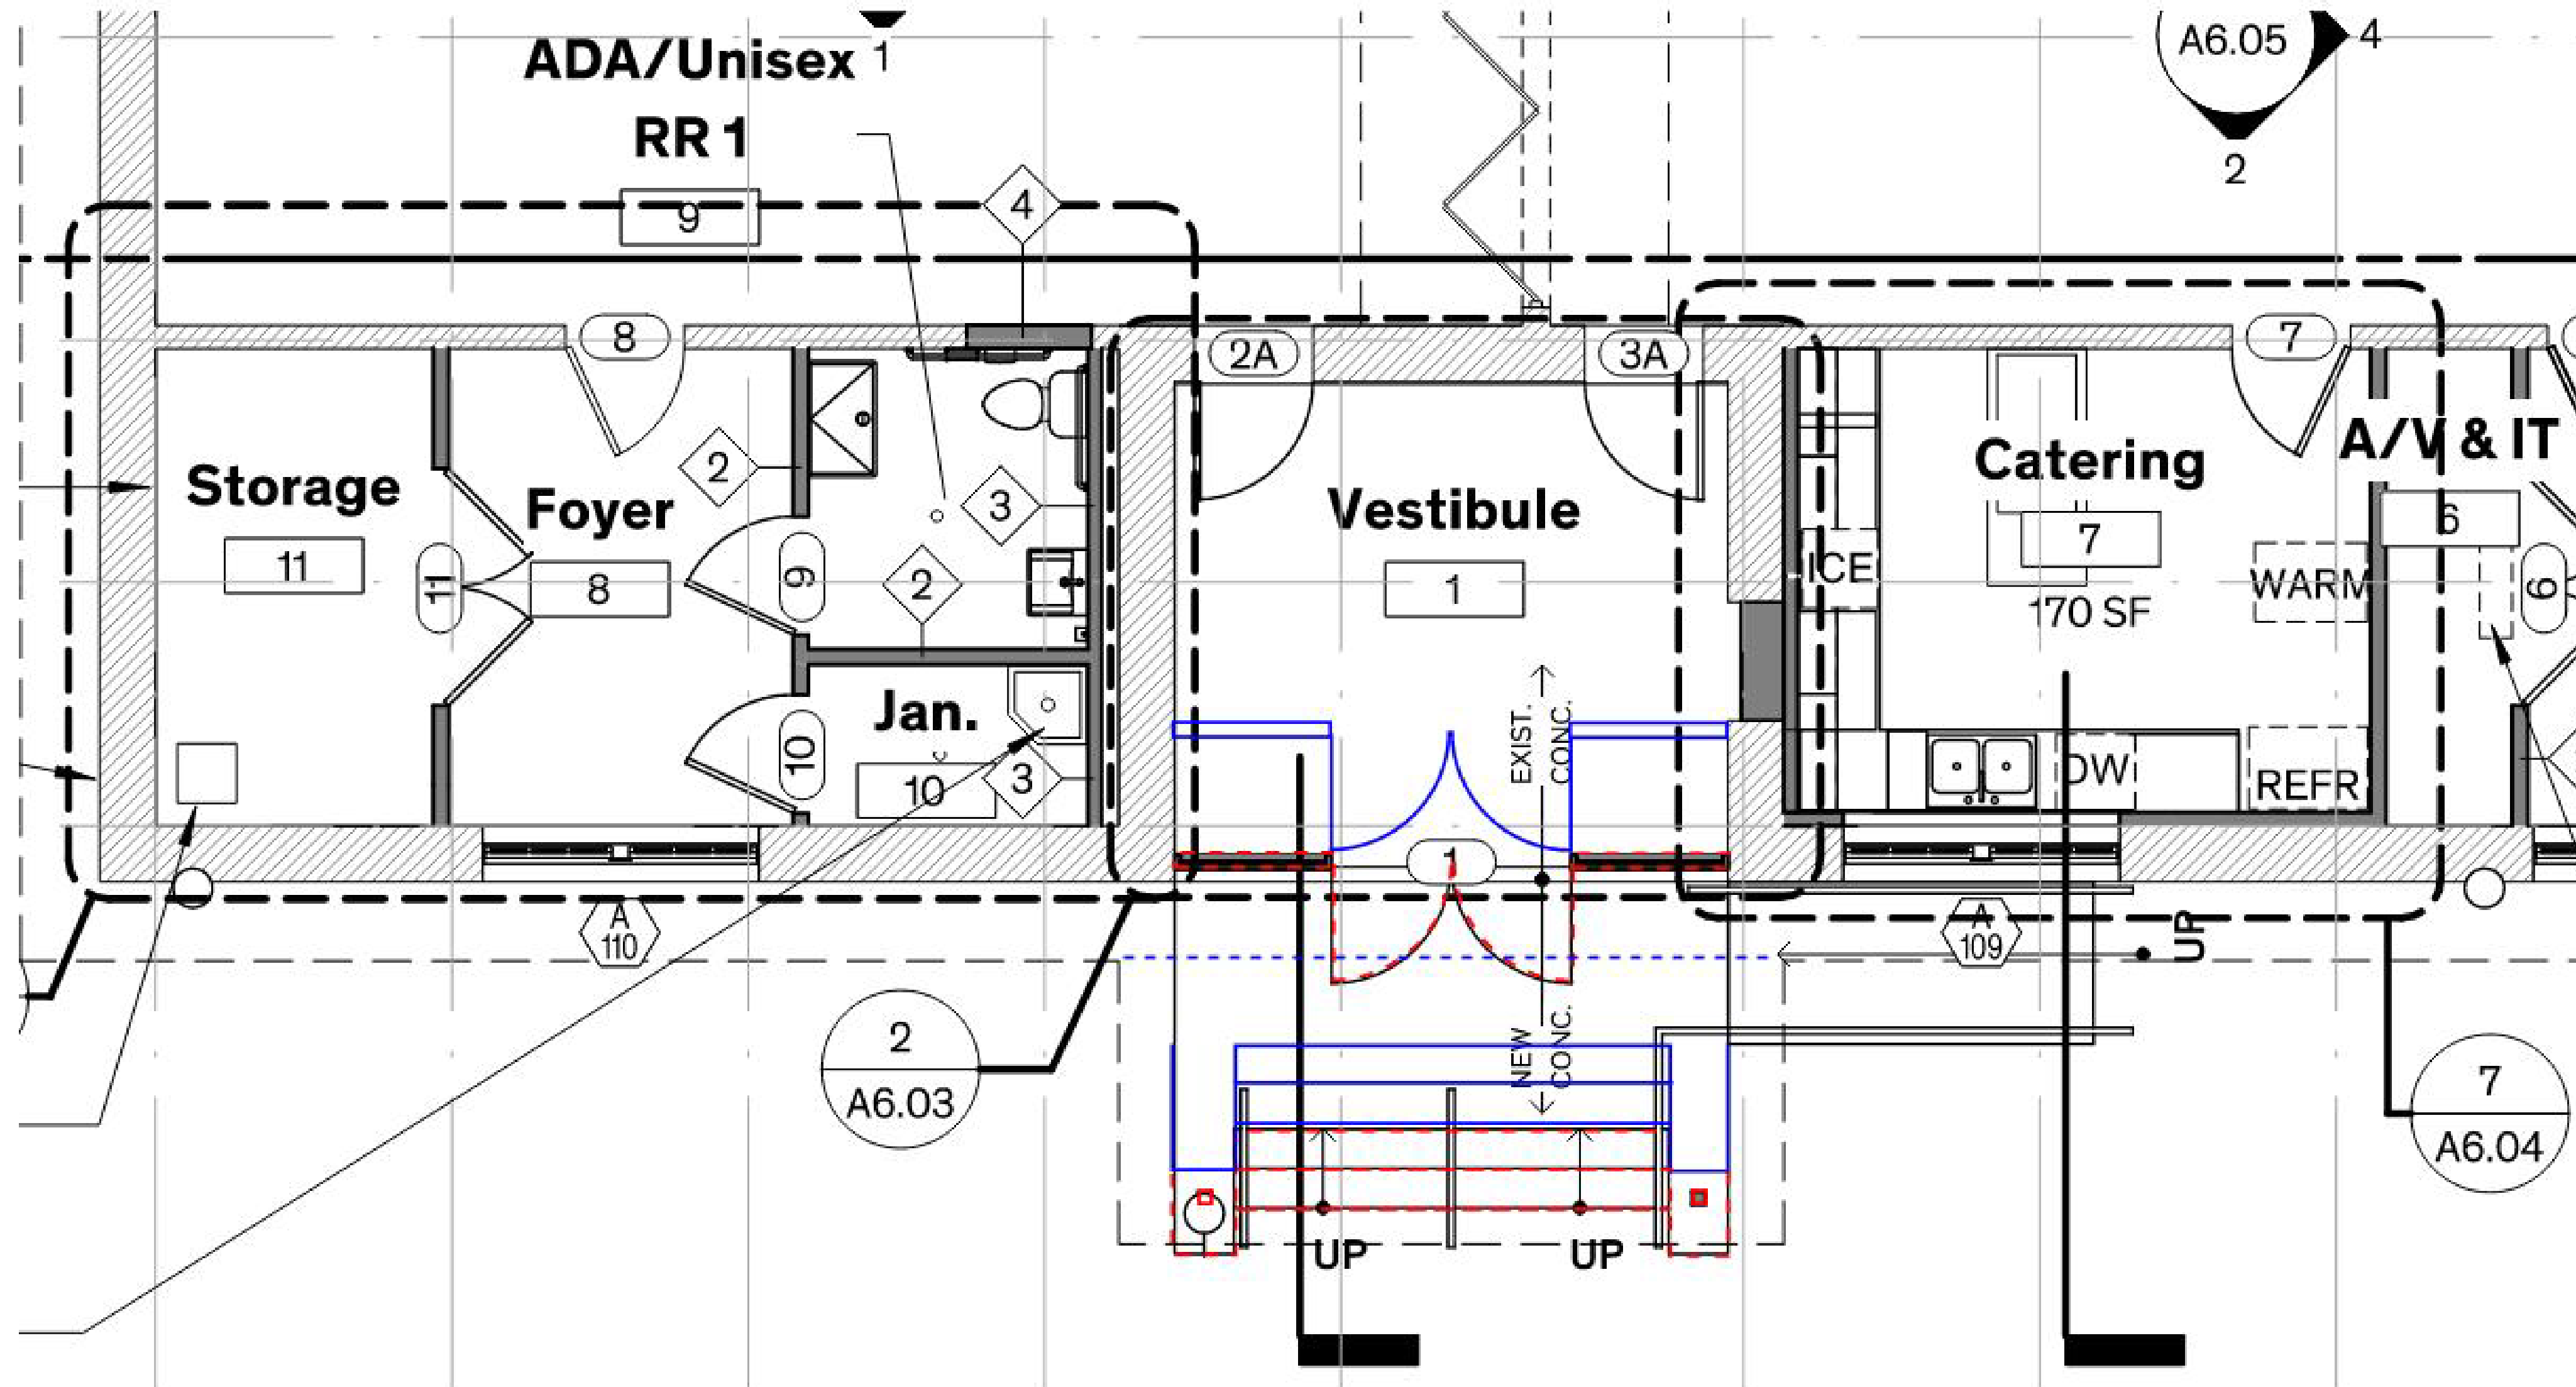 ADA/Unisex
RR 1
9
1
4
A6.05
4
2
8
2A
3A
7
Storage
11
11
Foyer
8
2
9
3
2
Jan.
10
10
3
Vestibule
1
EXIST.
CONC.
1
NEW
CONC.
Catering
7
170 SF
ICE
WARM
DW
REFR
A/V & IT
6
6
A
110
A
109
UP
2
A6.03
7
A6.04
UP
UP